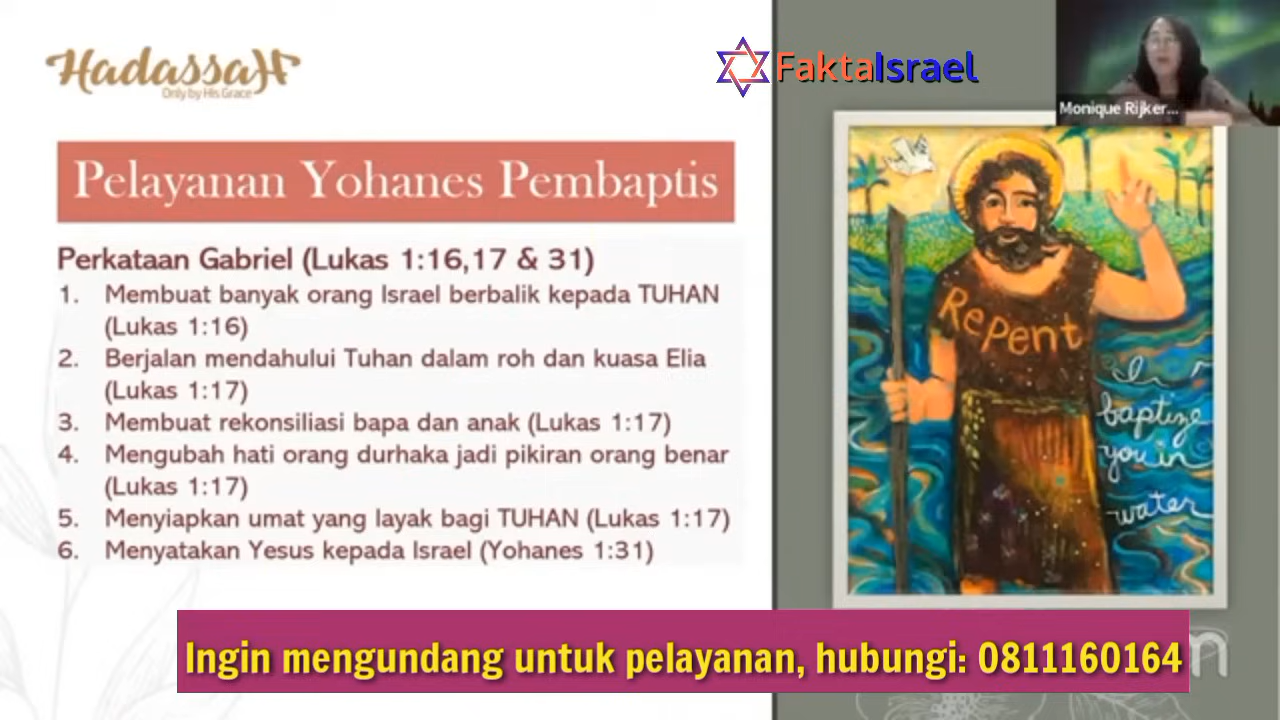 HadassaH
Only by His Grace
FaktaIsrael
Monique Rijker...
Pelayanan Yohanes Pembaptis
Perkataan Gabriel (Lukas 1:16,17 & 31)
1. Membuat banyak orang Israel berbalik kepada TUHAN
(Lukas 1:16)
2. Berjalan mendahului Tuhan dalam roh dan kuasa Elia
(Lukas 1:17)
3. Membuat rekonsiliasi bapa dan anak (Lukas 1:17)
4. Mengubah hati orang durhaka jadi pikiran orang benar
(Lukas 1:17)
5. Menyiapkan umat yang layak bagi TUHAN (Lukas 1:17)
6. Menyatakan Yesus kepada Israel (Yohanes 1:31)
Repent
baptize
you in
water
Ingin mengundang untuk pelayanan, hubungi: 0811160164